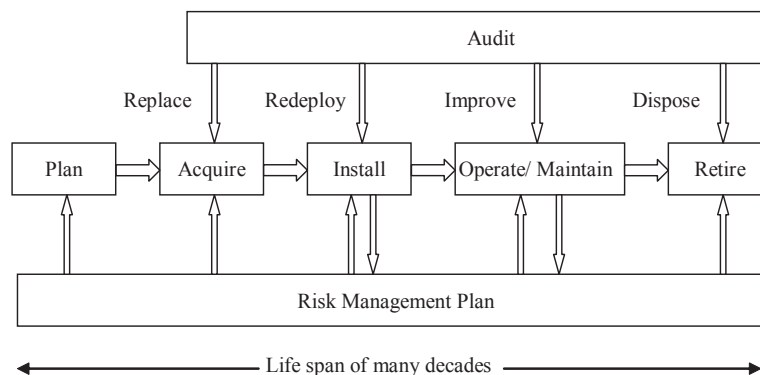 Audit
Replace
Redeploy
Improve
Dispose
Plan
Acquire
Install
Operate/ Maintain
Retire
Risk Management Plan
Life span of many decades